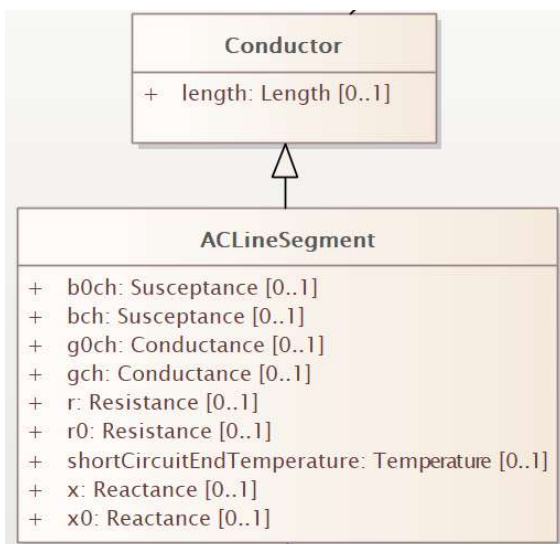 Conductor
+ length: Length [0..1]
ACLineSegment
+ b0ch: Susceptance [0..1]
+ bch: Susceptance [0..1]
+ g0ch: Conductance [0..1]
+ gch: Conductance [0..1]
+ r: Resistance [0..1]
+ r0: Resistance [0..1]
+ shortCircuitEndTemperature: Temperature [0..1]
+ x: Reactance [0..1]
+ x0: Reactance [0..1]